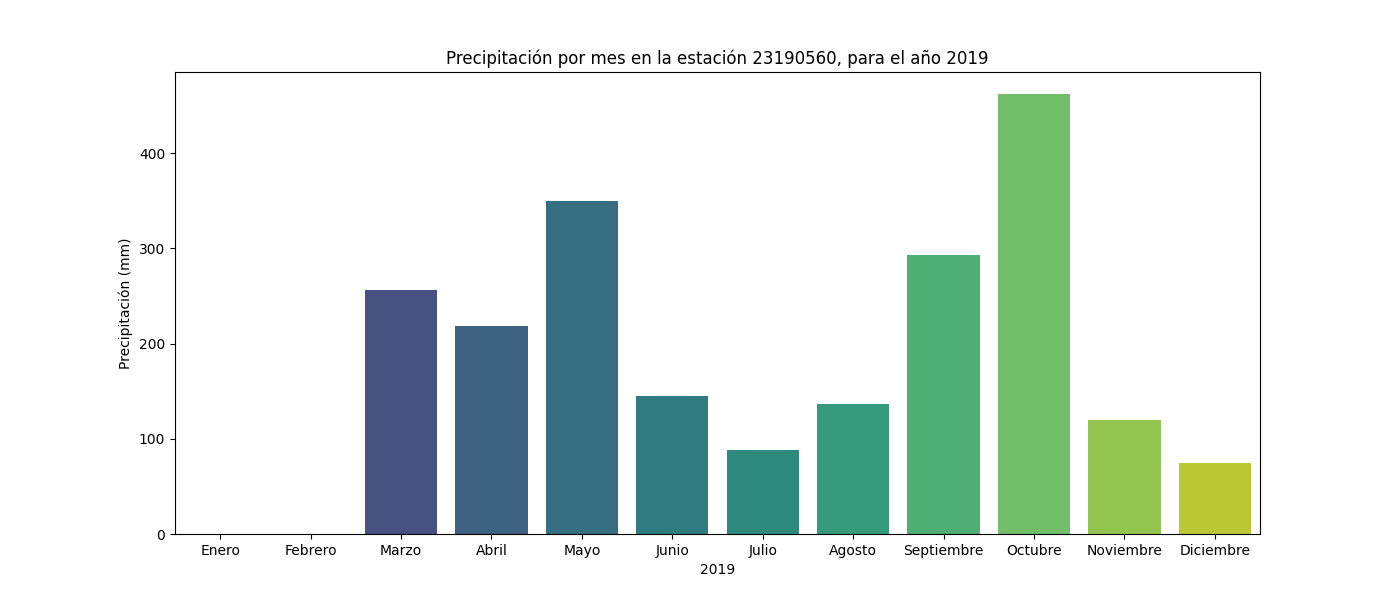 Precipitación por mes en la estación 23190560, para el año 2019
Precipitación (mm)
400
300
200
100
0
Enero Febrero Marzo Abril Mayo Junio Julio Agosto Septiembre Octubre Noviembre Diciembre
2019